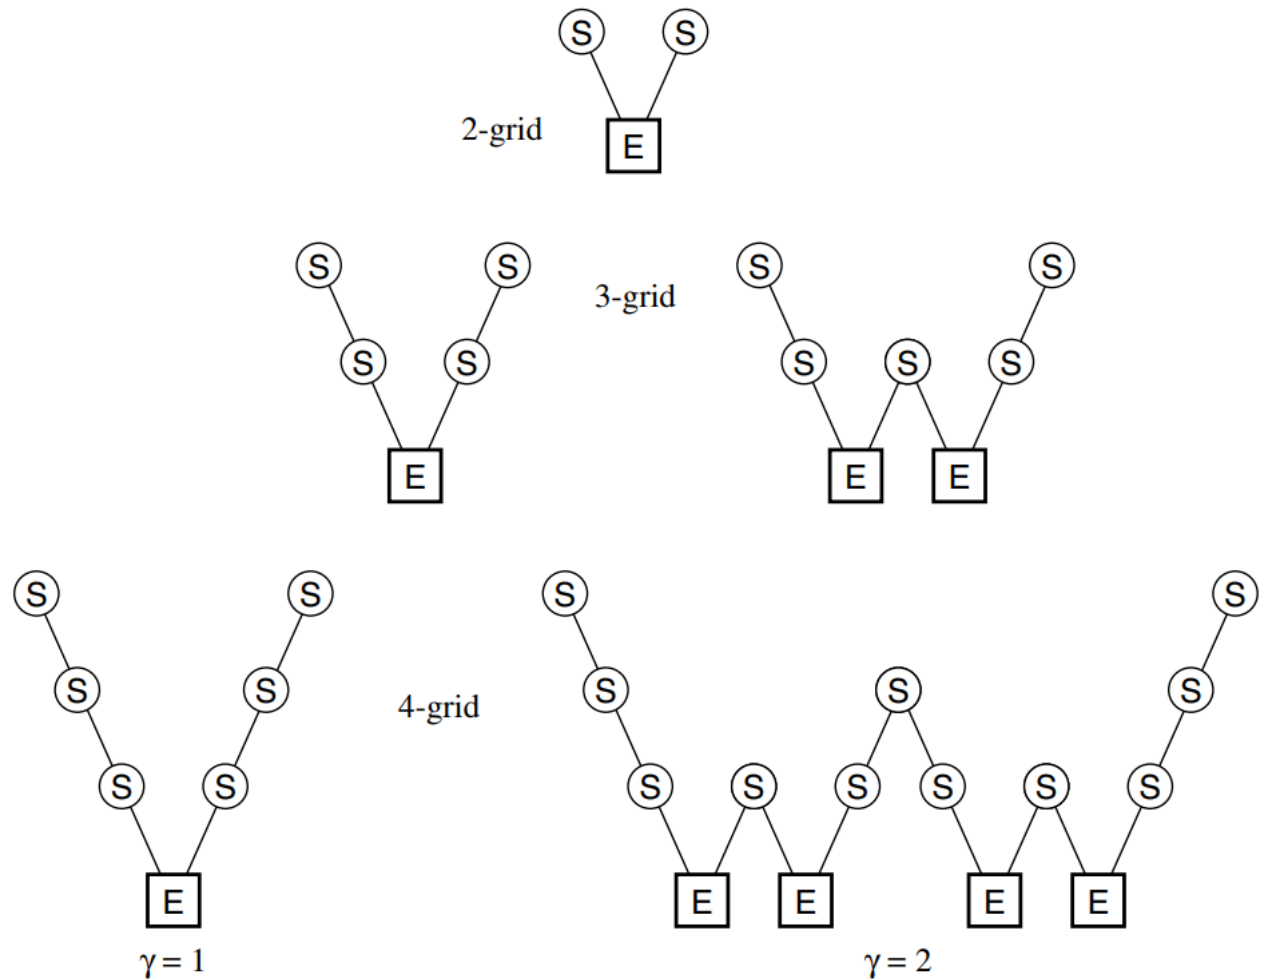 S S
2-grid E
S S 3-grid S S
S S S S S
E E E
S S S S
S S 4-grid S S S
S S S S S S S S
E E E E E
γ = 1 γ = 2